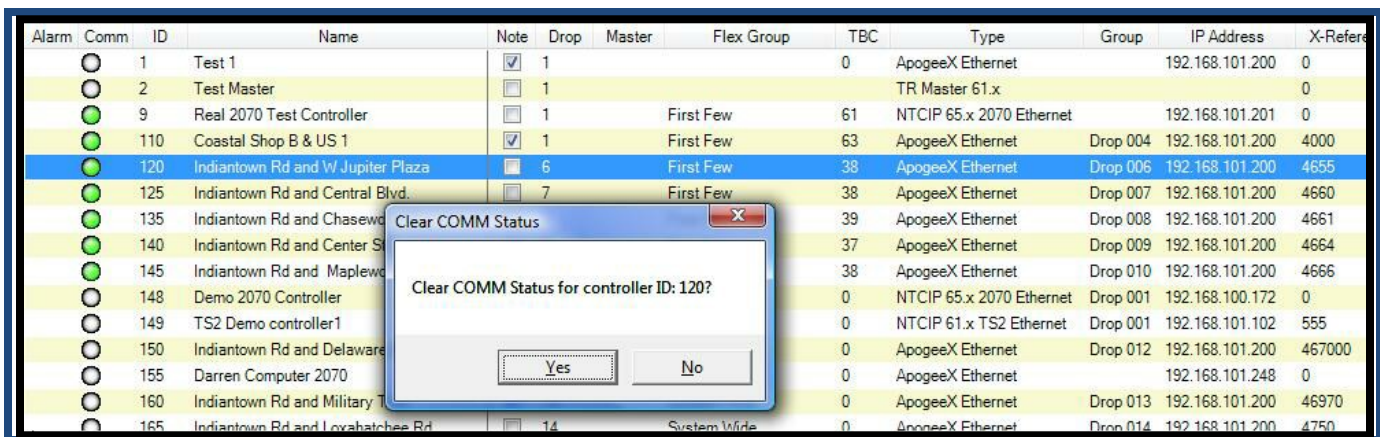 Alarm Comm ID Name Note Drop Master Flex Group TBC Type Group IP Address X-Refere
1 Test 1 1 0 ApogeeX Ethernet 192.168.101.200 0
2 Test Master 1 TR Master 61.x 0
9 Real 2070 Test Controller 1 First Few 61 NTCIP 65.x 2070 Ethernet 192.168.101.201 0
110 Coastal Shop B & US 1 1 First Few 63 ApogeeX Ethernet Drop 004 192.168.101.200 4000
120 Indiantown Rd and W Jupiter Plaza 6 First Few 38 ApogeeX Ethernet Drop 006 192.168.101.200 4655
125 Indiantown Rd and Central Blvd. 7 First Few 38 ApogeeX Ethernet Drop 007 192.168.101.200 4660
135 Indiantown Rd and Chasewo 39 ApogeeX Ethernet Drop 008 192.168.101.200 4661
140 Indiantown Rd and Center S 37 ApogeeX Ethernet Drop 009 192.168.101.200 4664
145 Indiantown Rd and Maplewo 38 ApogeeX Ethernet Drop 010 192.168.101.200 4666
148 Demo 2070 Controller 0 NTCIP 65.x 2070 Ethernet Drop 001 192.168.100.172 0
149 TS2 Demo controller1 0 NTCIP 61.x TS2 Ethernet Drop 001 192.168.101.102 555
150 Indiantown Rd and Delaware 0 ApogeeX Ethernet Drop 012 192.168.101.200 467000
155 Darren Computer 2070 0 ApogeeX Ethernet 192.168.101.248 0
160 Indiantown Rd and Military T 0 ApogeeX Ethernet Drop 013 192.168.101.200 46970
165 Indiantown Rd and Loxahatchee Rd 14 System Wide 0 ApogeeX Ethernet Drop 014 192.168.101.200 4750
Clear COMM Status
Clear COMM Status for controller ID: 120?
Yes No